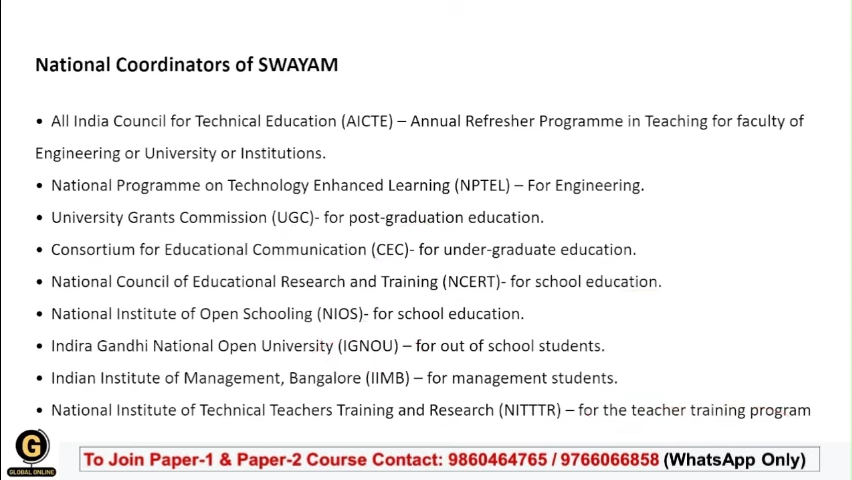 National Coordinators of SWAYAM
• All India Council for Technical Education (AICTE) – Annual Refresher Programme in Teaching for faculty of
Engineering or University or Institutions.
• National Programme on Technology Enhanced Learning (NPTEL) – For Engineering.
• University Grants Commission (UGC)- for post-graduation education.
• Consortium for Educational Communication (CEC)- for under-graduate education.
• National Council of Educational Research and Training (NCERT)- for school education.
• National Institute of Open Schooling (NIOS)- for school education.
• Indira Gandhi National Open University (IGNOU) – for out of school students.
• Indian Institute of Management, Bangalore (IIMB) – for management students.
• National Institute of Technical Teachers Training and Research (NITTTR) – for the teacher training program
G
GLOBAL ONLINE
To Join Paper-1 & Paper-2 Course Contact: 9860464765 / 9766066858 (WhatsApp Only)